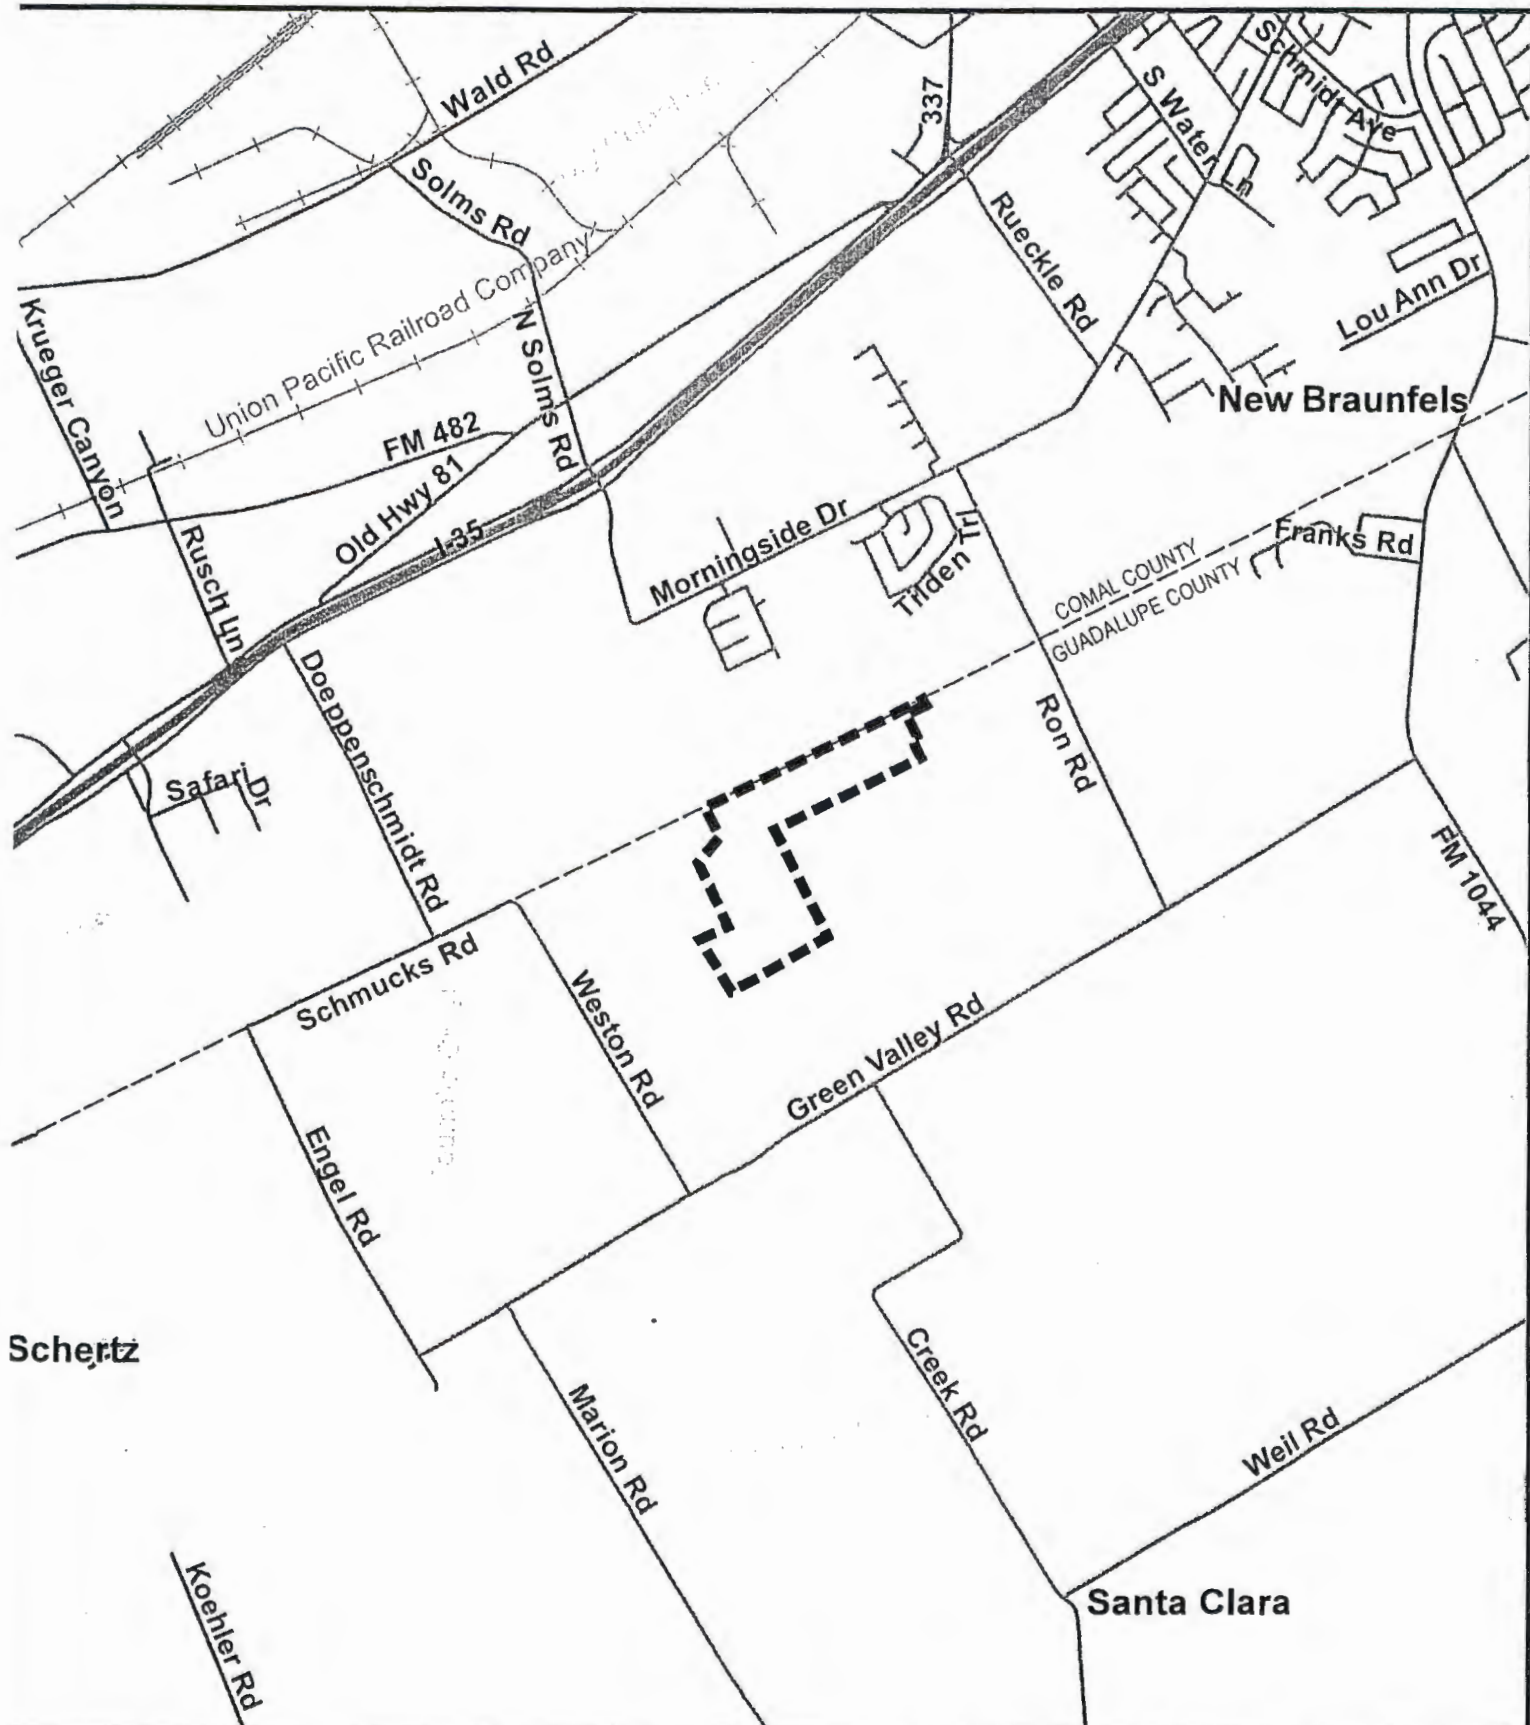 Wald Rd
337
Schmidt Ave
S Water Ln
Solms Rd
Rueckle Rd
Lou Ann Dr
Union Pacific Railroad Company
Krueger Canyon
N Solms Rd
New Braunfels
FM 482
Old Hwy 81
I-35
Morningside Dr
Tilden Trl
Franks Rd
COMAL COUNTY
GUADALUPE COUNTY
Rusch Ln
Doeppenschmidt Rd
Ron Rd
Safari Dr
FM 1044
Schmucks Rd
Weston Rd
Green Valley Rd
Engel Rd
Schertz
Creek Rd
Marion Rd
Weil Rd
Koehler Rd
Santa Clara